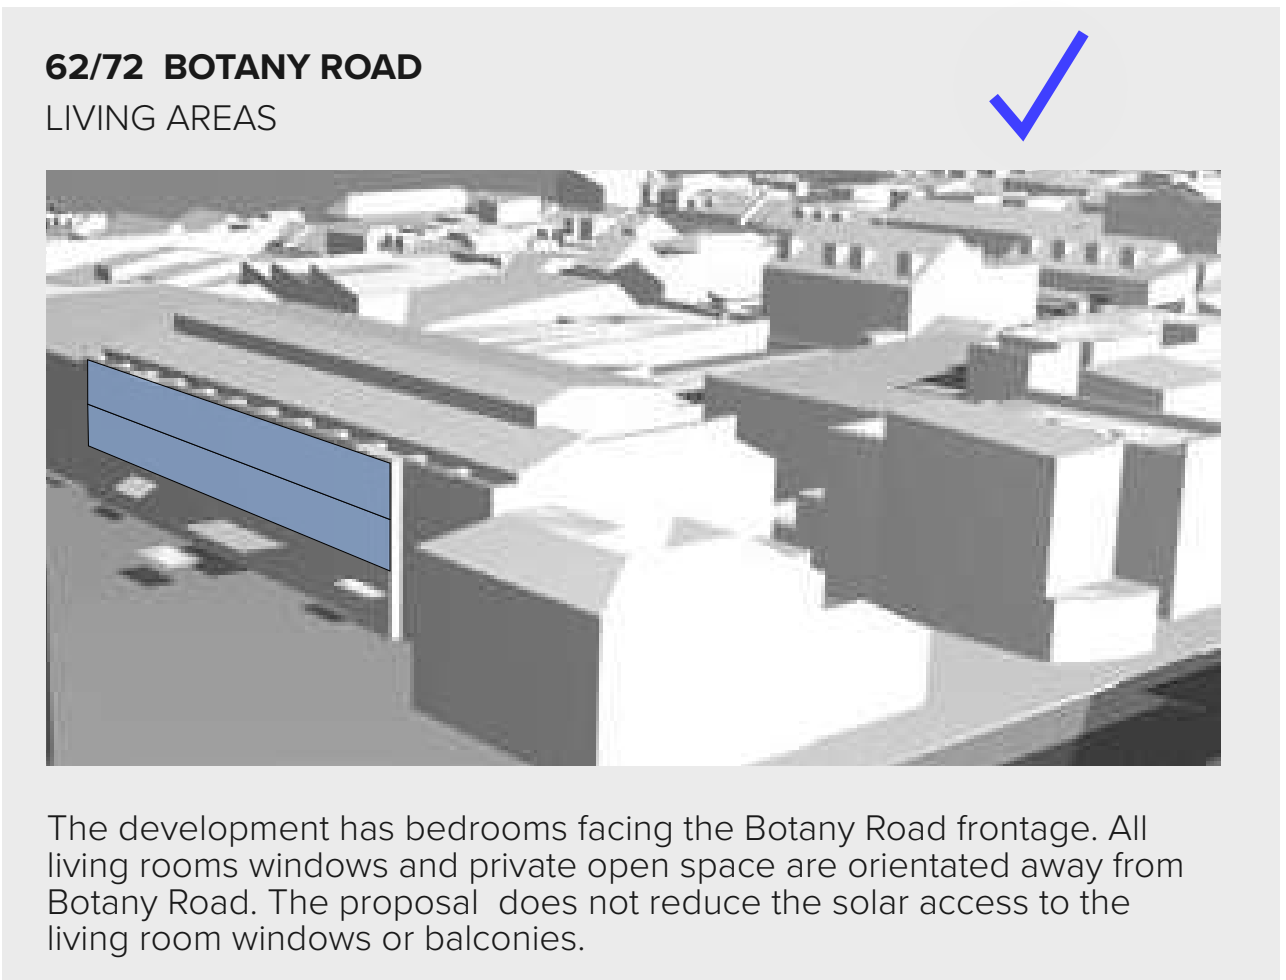 62/72 BOTANY ROAD
LIVING AREAS
The development has bedrooms facing the Botany Road frontage. All
living rooms windows and private open space are orientated away from
Botany Road. The proposal  does not reduce the solar access to the
living room windows or balconies.